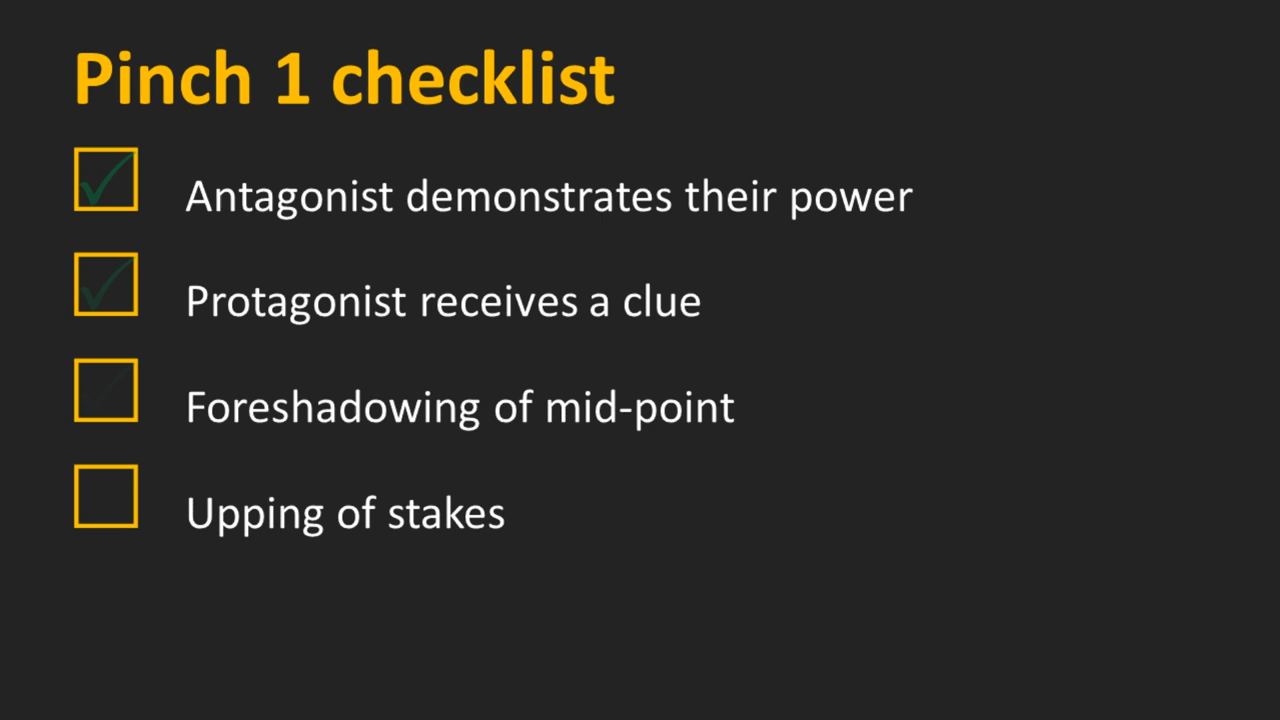 Pinch 1 checklist
Antagonist demonstrates their power
Protagonist receives a clue
Foreshadowing of mid-point
Upping of stakes